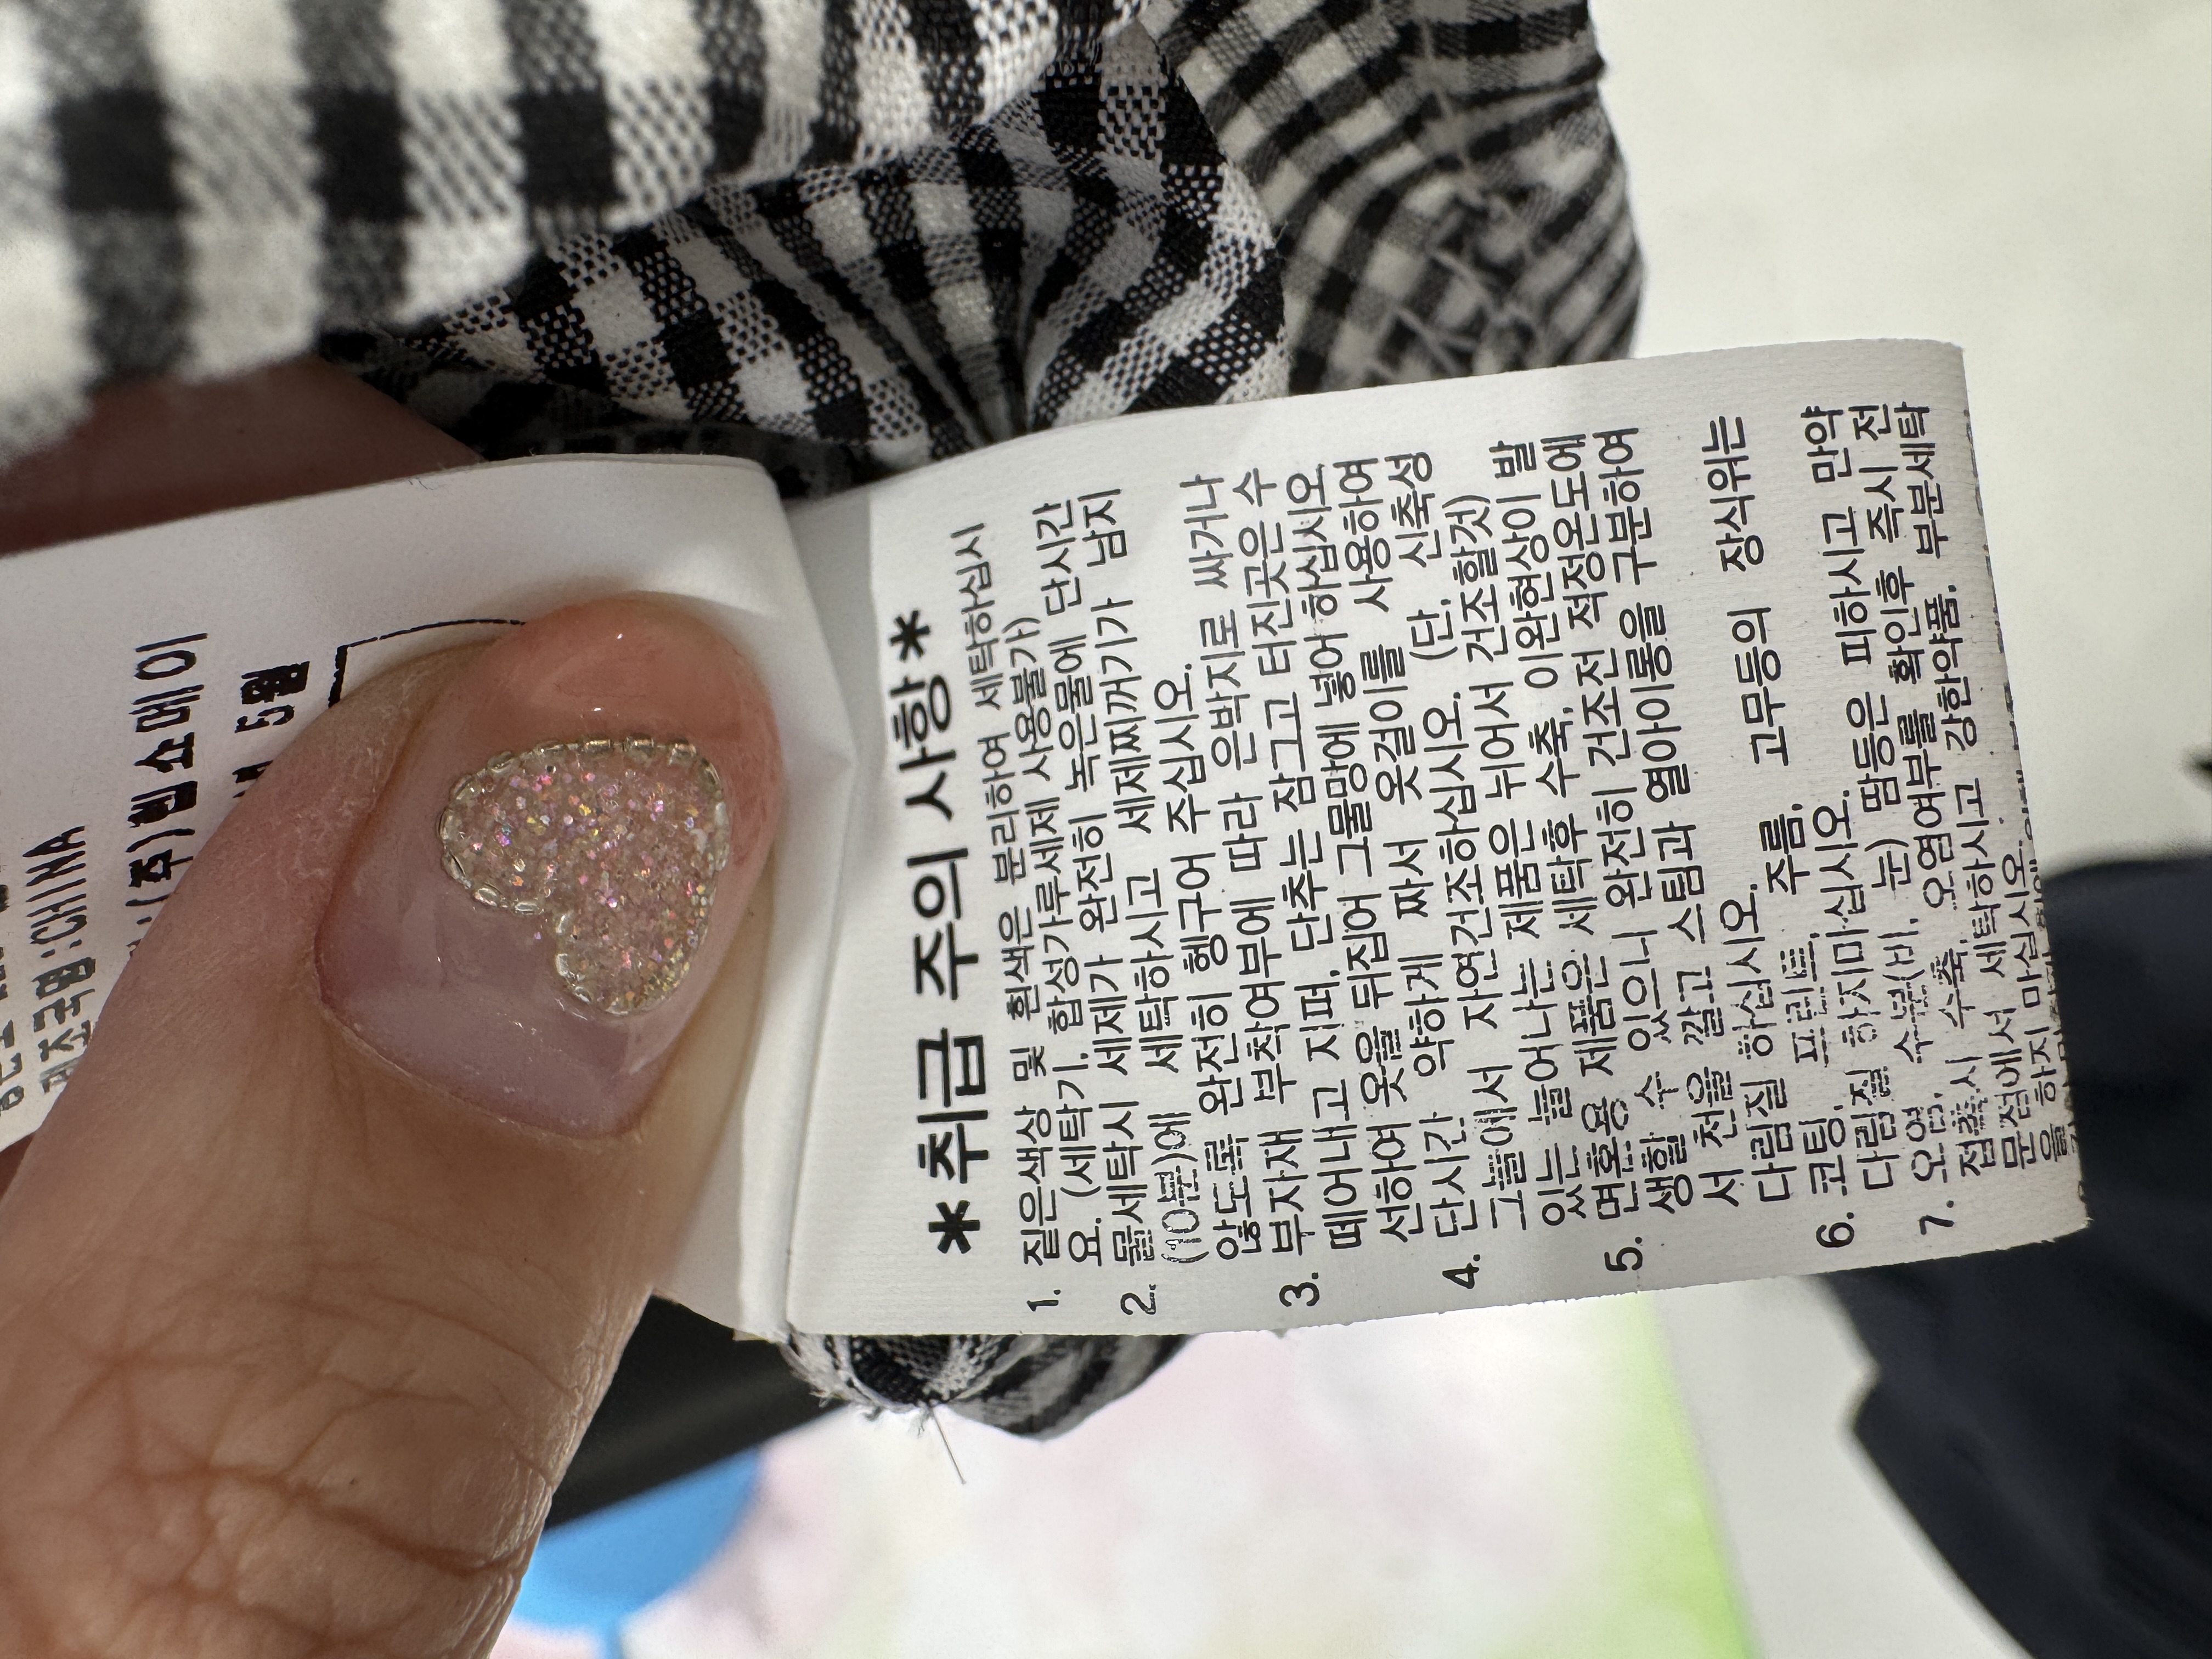 제조국명:CHINA
(주)빕쇼메이
5월
*취급 주의 사항*
1. 짙은색상 및 흰색은 분리하여 세탁하십시
요. (세탁기, 합성가루세제 사용불가)
2. 물세탁시 세제가 완전히 녹은물에 단시간
(10분)에 세탁하시고 세제찌꺼기가 남지
않도록 완전히 헹구어 주십시오.
3. 부자재 부착여부에 따라 은박지로 싸거나
떼어내고 지퍼, 단추는 잠그고 터진곳은 수
선하여 옷을 뒤집어 그물망에 넣어 하십시오
4. 단시간 약하게 짜서 옷걸이를 사용하여
그늘에서 자연건조하십시오. (단, 신축성
있는 늘어나는 제품은 뉘어서 건조할것)
5. 면혼용 제품은 세탁후 수축, 이완현상이 발
생할 수 있으니 완전히 건조전 적정온도에
서 천을 깔고 스팀과 열아이롱을 구분하여
다림질 하십시오.
6. 코팅, 프린트, 주름, 고무등의 장식위는
다림질 하지마십시오.
7. 오염, 수분(비, 눈) 땀등은 피하시고 만약
접촉시 수축, 오염여부를 확인후 즉시 전
문점에서 세탁하시고 강한약품, 부분세탁
을 하지 마십시오.